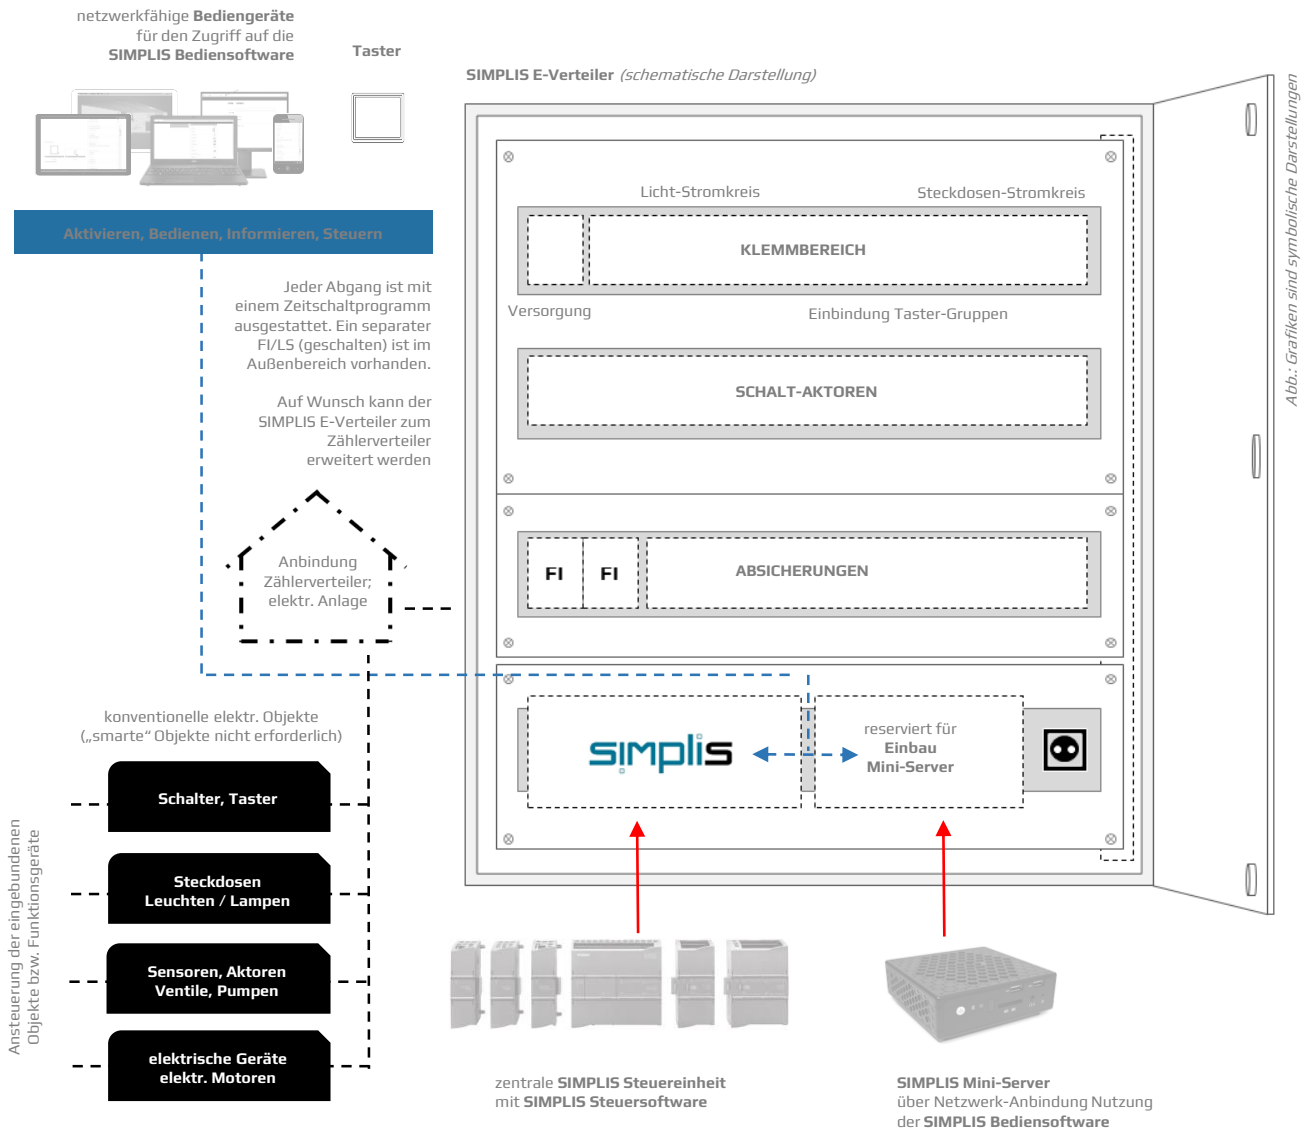 netzwerkfähige Bediengeräte
für den Zugriff auf die
SIMPLIS Bediensoftware
Taster
SIMPLIS E-Verteiler (schematische Darstellung)
Abb.: Grafiken sind symbolische Darstellungen
Aktivieren, Bedienen, Informieren, Steuern
Licht-Stromkreis
Steckdosen-Stromkreis
KLEMMBEREICH
Versorgung
Einbindung Taster-Gruppen
Jeder Abgang ist mit
einem Zeitschaltprogramm
ausgestattet. Ein separater
FI/LS (geschalten) ist im
Außenbereich vorhanden.
Auf Wunsch kann der
SIMPLIS E-Verteiler zum
Zählerverteiler
erweitert werden
SCHALT-AKTOREN
Anbindung
Zählerverteiler;
elektr. Anlage
FI
FI
ABSICHERUNGEN
simplis
reserviert für
Einbau
Mini-Server
konventionelle elektr. Objekte
(„smarte“ Objekte nicht erforderlich)
Ansteuerung der eingebundenen
Objekte bzw. Funktionsgeräte
Schalter, Taster
Steckdosen
Leuchten / Lampen
Sensoren, Aktoren
Ventile, Pumpen
elektrische Geräte
elektr. Motoren
zentrale SIMPLIS Steuereinheit
mit SIMPLIS Steuersoftware
SIMPLIS Mini-Server
über Netzwerk-Anbindung Nutzung
der SIMPLIS Bediensoftware